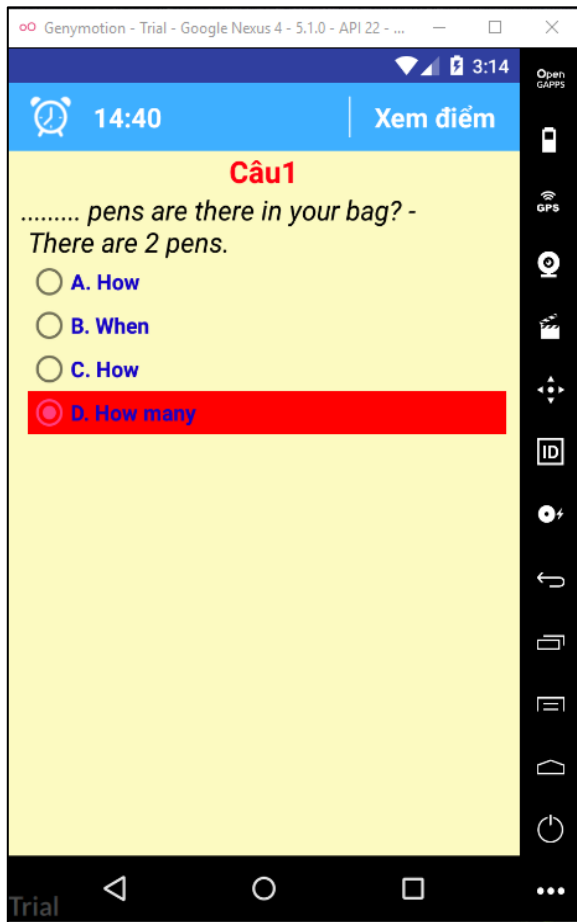 Genymotion - Trial - Google Nexus 4 - 5.1.0 - API 22 - ...
3:14
Open
GAPPS
14:40
Xem điểm
GPS
Câu1
......... pens are there in your bag? -
There are 2 pens.
A. How
B. When
C. How
D. How many
ID
Trial